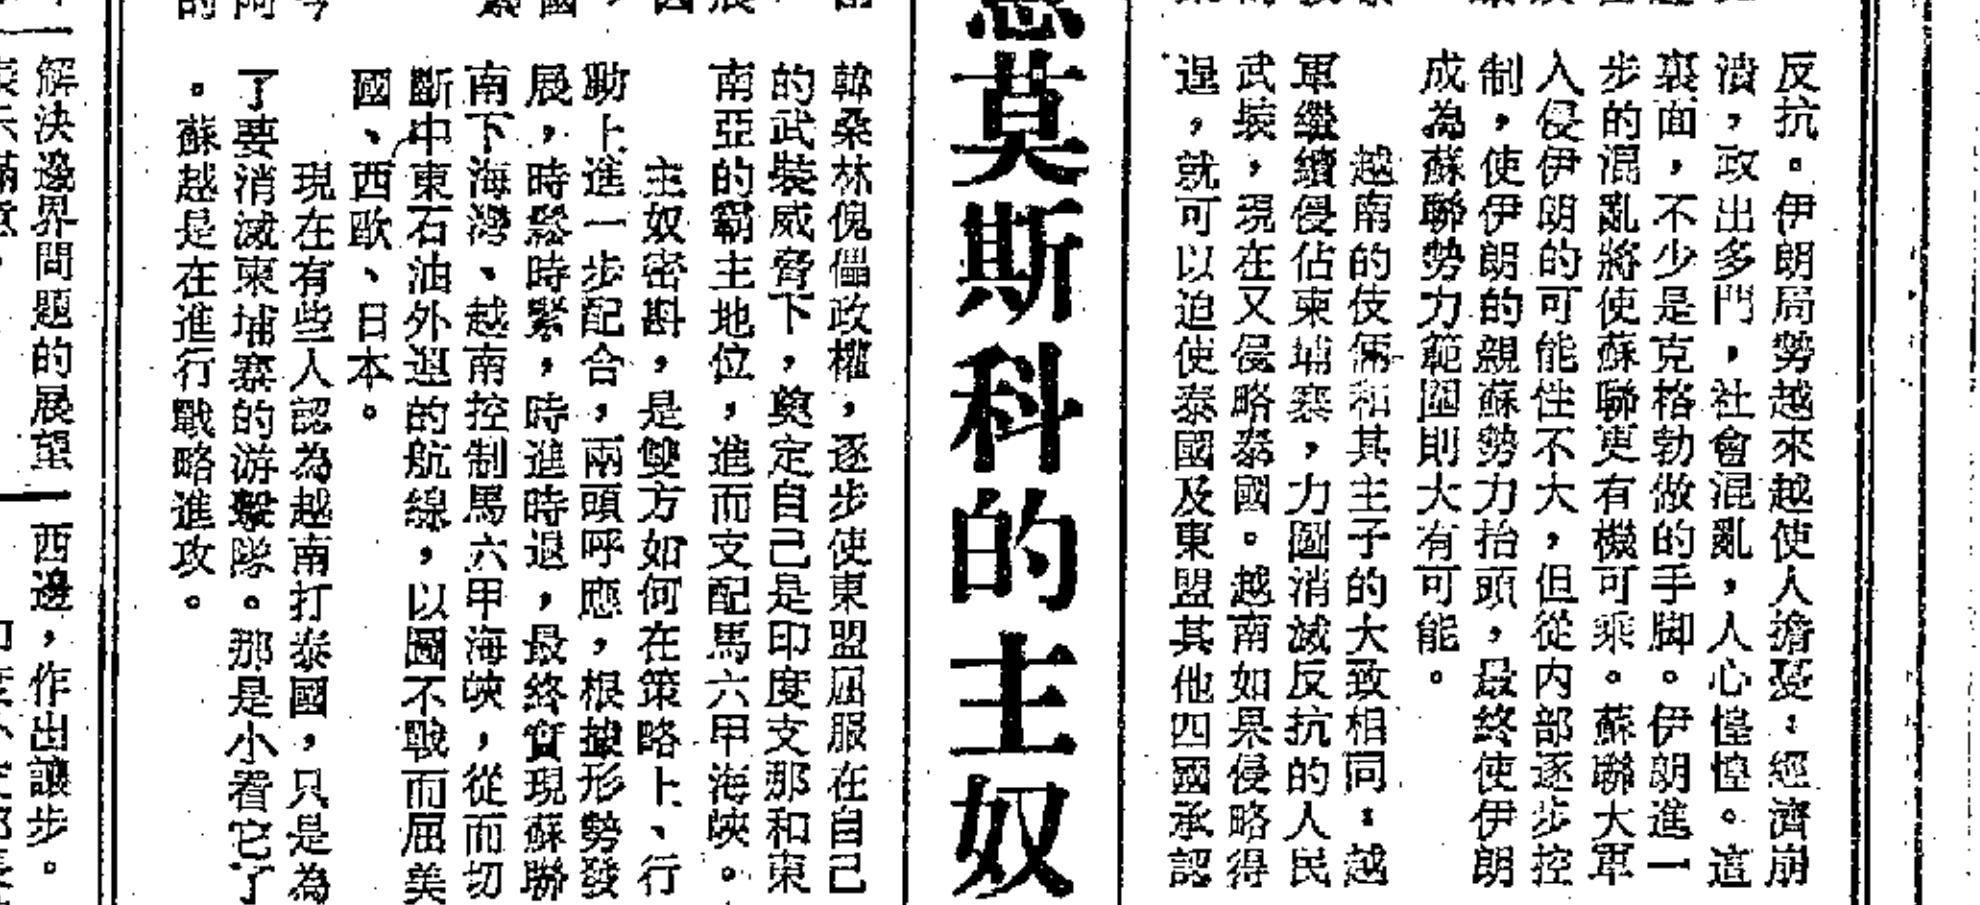 反抗。伊朗局勢越來越使人擔憂：經濟崩
潰，政出多門，社會混亂，人心惶惶。這
裏面，不少是克格勃做的手脚。伊朗進一
步的混亂將使蘇聯更有機可乘。蘇聯大軍
入侵伊朗的可能性不大，但從内部逐步控
制，使伊朗的親蘇勢力抬頭，最終使伊朗
成為蘇聯勢力範圍則大有可能。
越南的伎倆和其主子的大致相同：越
軍繼續侵佔柬埔寨，力圖消滅反抗的人民
武裝，現在又侵略泰國。越南如果侵略得
逞，就可以迫使泰國及東盟其他四國承認
莫斯科的主奴
韓桑林傀儡政權，逐步使東盟屈服在自己
的武裝威脅下，奠定自己是印度支那和東
南亞的霸主地位，進而支配馬六甲海峽。
主奴密斟，是雙方如何在策略上、行
動上進一步配合，兩頭呼應，根據形勢發
展，時鬆時緊，時進時退，最終實現蘇聯
南下海灣、越南控制馬六甲海峽，從而切
斷中東石油外運的航線，以圖不戰而屈美
國、西歐、日本。
現在有些人認為越南打泰國，只是為
了要消滅柬埔寨的游擊隊。那是小看它了
。蘇越是在進行戰略進攻。
解決邊界問題的展望
西邊，作出讓步。